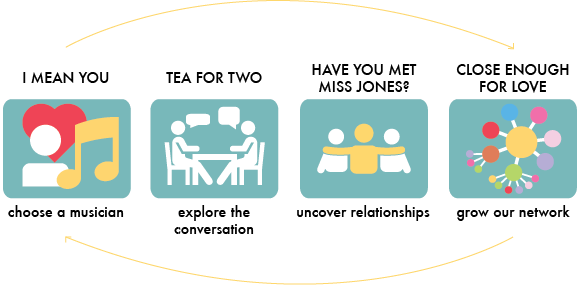 I MEAN YOU
choose a musician
TEA FOR TWO
explore the
conversation
HAVE YOU MET
MISS JONES?
uncover relationships
CLOSE ENOUGH
FOR LOVE
grow our network